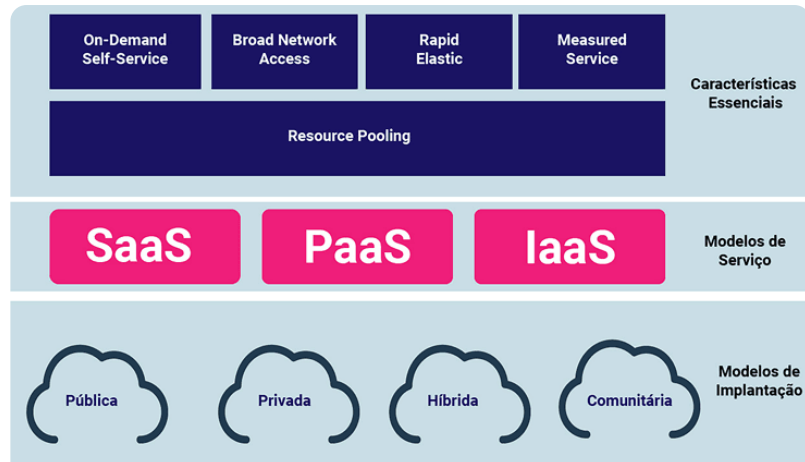 On-Demand
Self-Service
Broad Network
Access
Rapid
Elastic
Measured
Service
Características
Essenciais
Resource Pooling
SaaS
PaaS
IaaS
Modelos de
Serviço
Pública
Privada
Híbrida
Comunitária
Modelos de
Implantação